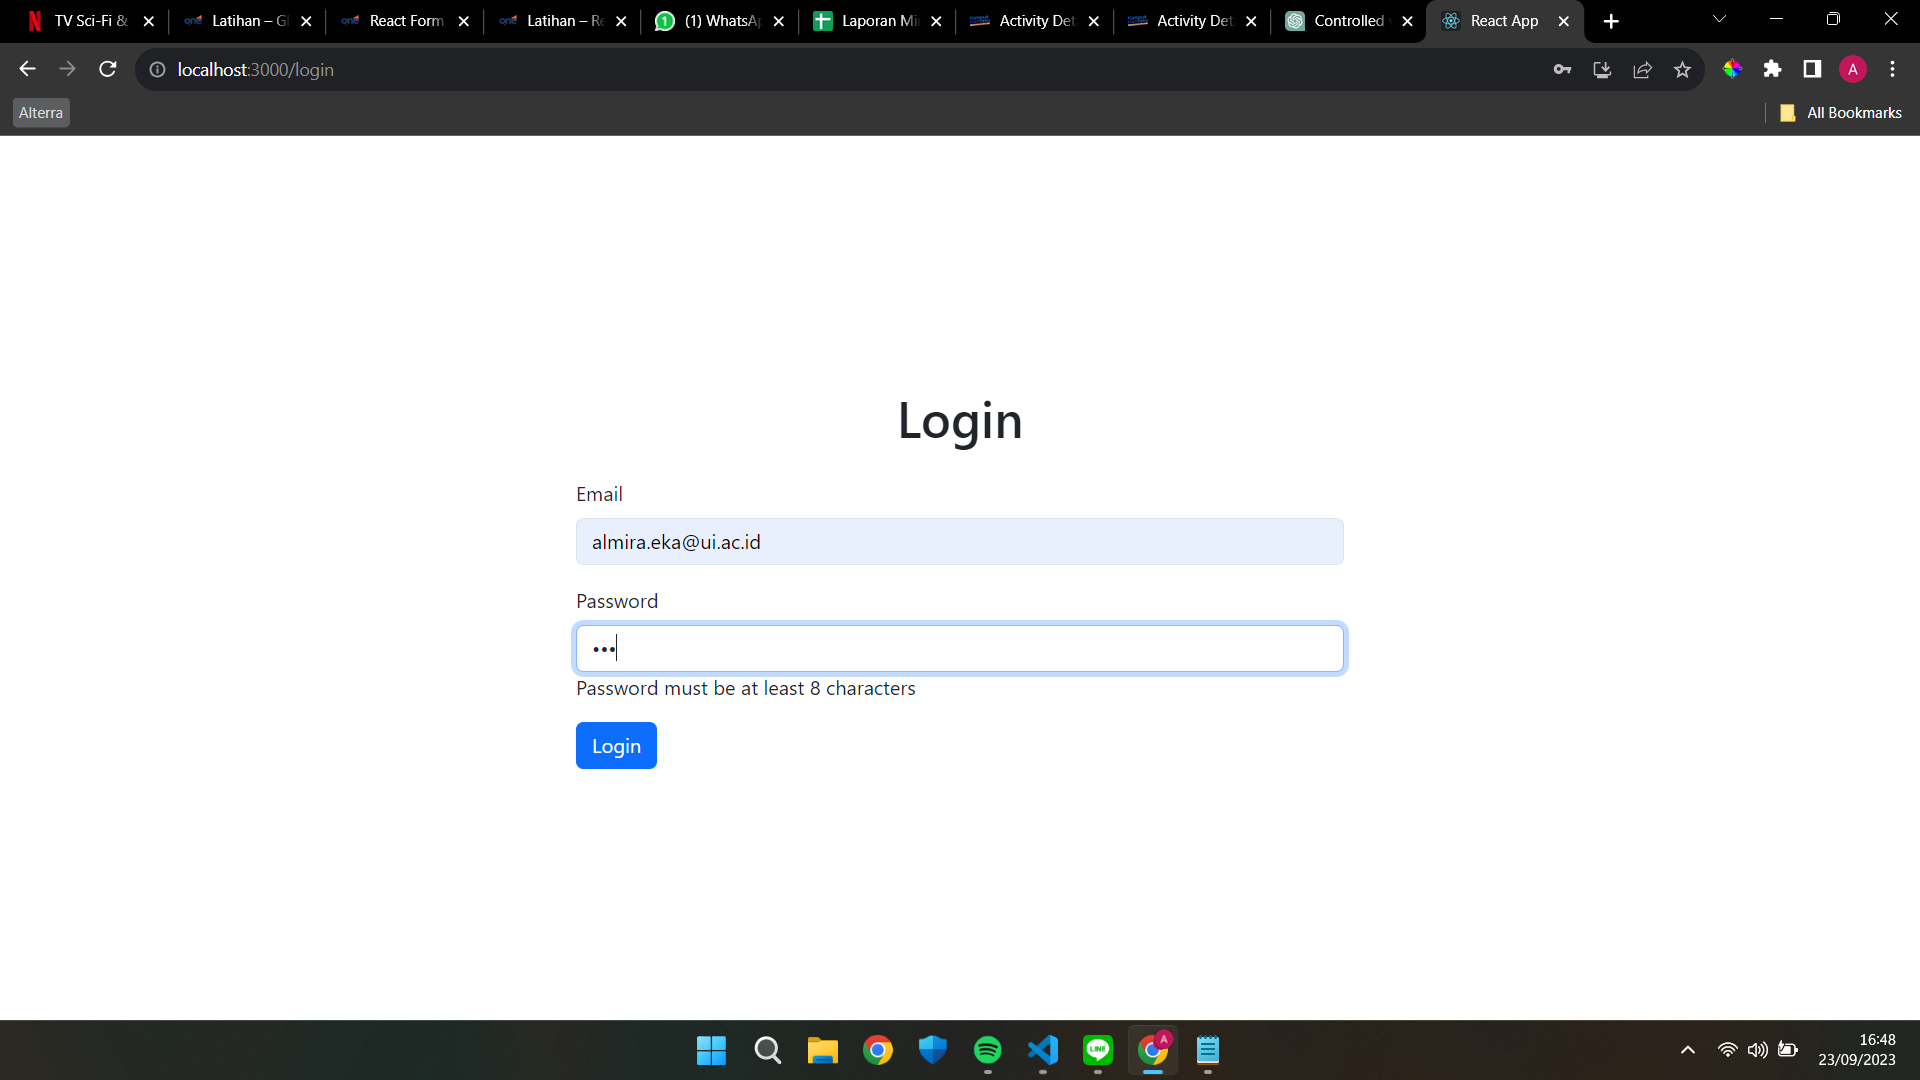 TV Sci-Fi &
Latihan – Gl
React Form
Latihan – Re
(1) WhatsAp
Laporan Mi
Activity Det
Activity Det
Controlled
React App
localhost:3000/login
A
Alterra
All Bookmarks
Login
Email
almira.eka@ui.ac.id
Password
•••
Password must be at least 8 characters
Login
LINE
A
16:48
23/09/2023